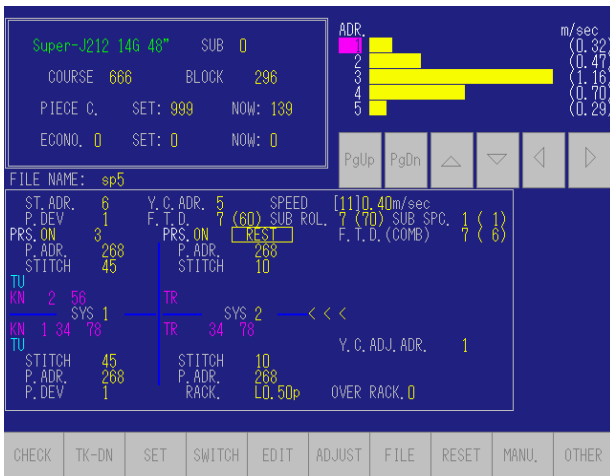 Super-J212 14G 48" SUB 0
COURSE 666 BLOCK 296
PIECE C. SET: 999 NOW: 139
ECONO. 0 SET: 0 NOW: 0
ADR. m/sec
1 (0.32)
2 (0.47)
3 (1.16)
4 (0.70)
5 (0.29)
PgUp PgDn
FILE NAME: sp5
ST.ADR. 6 Y.C.ADR. 5 SPEED [11]0.40m/sec
P.DEV 1 F.T.D. 7 (60) SUB ROL. 7 (70) SUB SPC. 1 ( 1)
PRS.ON 3 PRS.ON REST F.T.D.(COMB) 7 ( 6)
P.ADR. 268 P.ADR. 268
STITCH 45 STITCH 10
TU
KN 2 56 TR
SYS 1 SYS 2 <<<
KN 1 34 78 TR 34 78
TU Y.C.ADJ.ADR. 1
STITCH 45 STITCH 10
P.ADR. 268 P.ADR. 268
P.DEV 1 RACK. L0.50p OVER RACK.0
CHECK TK-DN SET SWITCH EDIT ADJUST FILE RESET MANU. OTHER